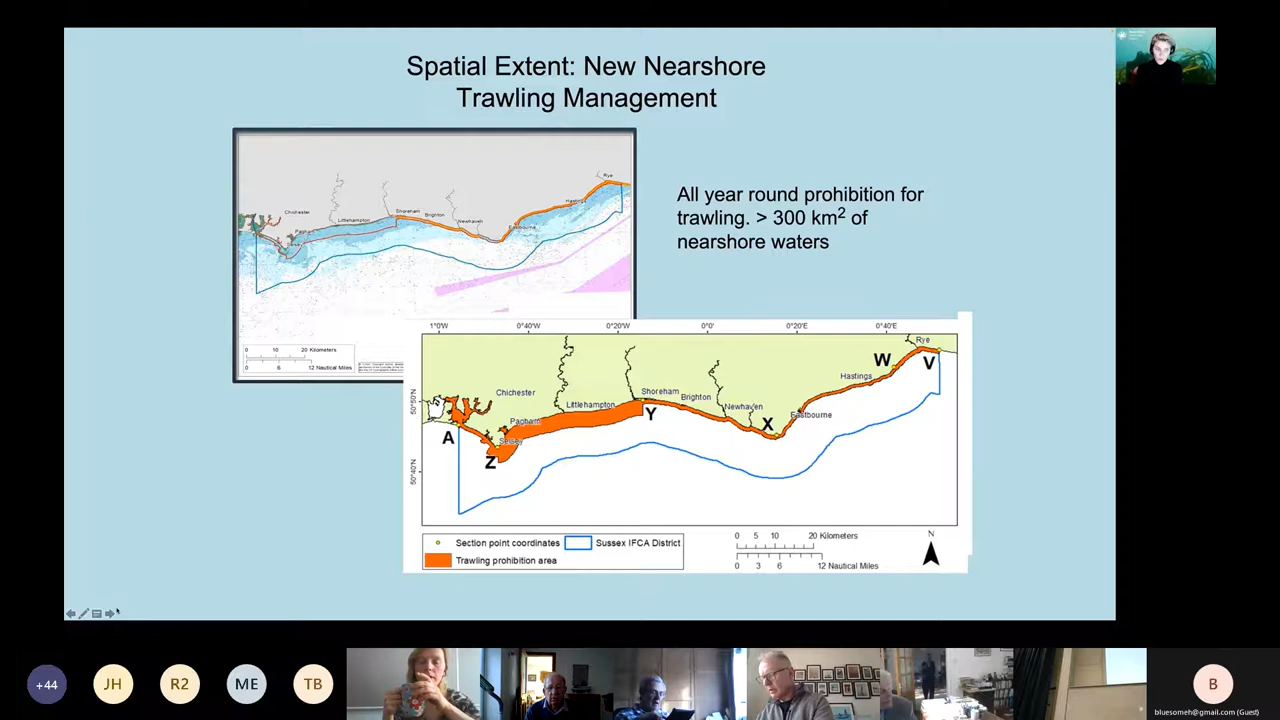 Spatial Extent: New Nearshore
Trawling Management
Rye
Hastings
Chichester
Shoreham
Littlehampton
Brighton
Newhaven
Eastbourne
0 10 20 Kilometers
0 6 12 Nautical Miles
All year round prohibition for
trawling. > 300 km2 of
nearshore waters
1°0'W 0°40'W 0°20'W 0°0' 0°20'E 0°40'E
50°50'N
50°40'N
Rye
W
V
Hastings
Chichester
Shoreham
Brighton
Littlehampton
Newhaven
Y
Eastbourne
Pagham
X
A
Selsey
Z
Section point coordinates Sussex IFCA District
Trawling prohibition area
0 5 10 20 Kilometers
0 3 6 12 Nautical Miles
N
+44
JH
R2
ME
TB
B
bluesomeh@gmail.com (Guest)